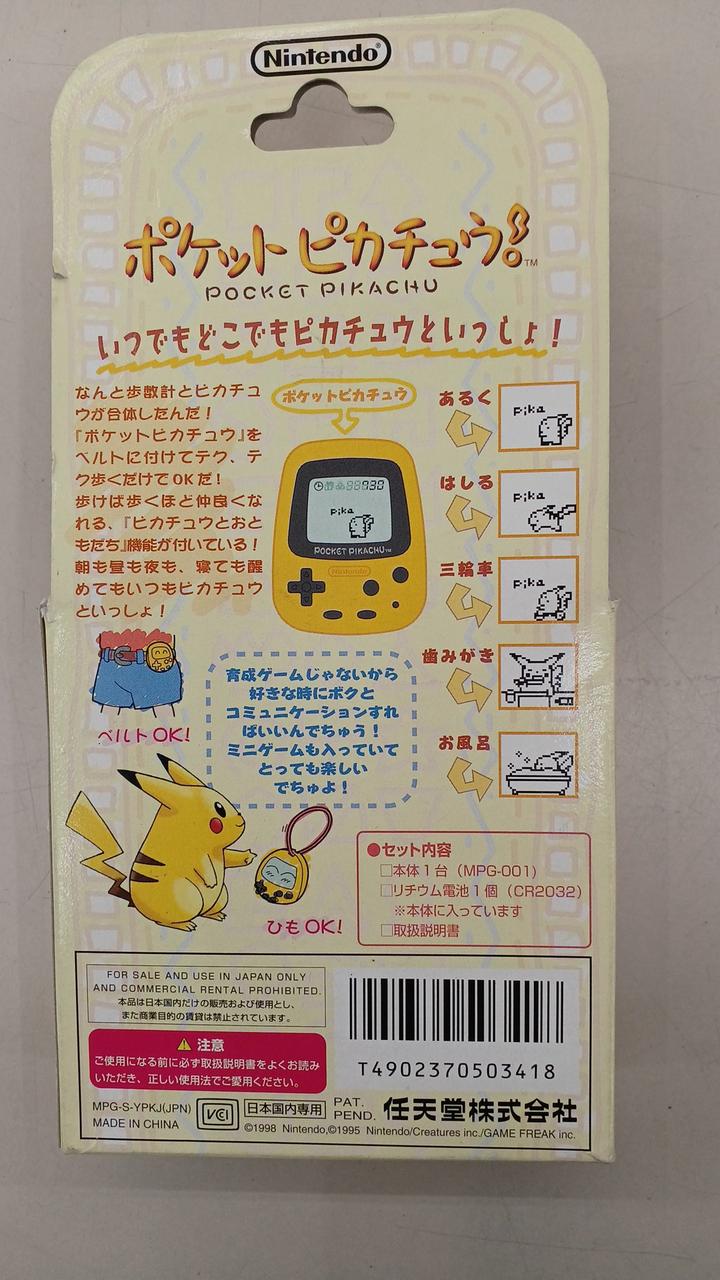 Nintendo®
ポケットピカチュウ!™
POCKET PIKACHU
いつでもどこでもピカチュウといっしょ!
なんと歩数計とピカチュ
ウが合体したんだ!
『ポケットピカチュウ』を
ベルトに付けてテク、テ
ク歩くだけでOKだ!
歩けば歩くほど仲良くな
れる、『ピカチュウとおと
もだち』機能が付いている!
朝も昼も夜も、寝ても醒
めてもいつもピカチュウ
といっしょ!
ポケットピカチュウ
730
pika
POCKET PIKACHU™
Nintendo
あるく
pika
はしる
pika
三輪車
pika
歯みがき
お風呂
ベルトOK!
育成ゲームじゃないから
好きな時にボクと
コミュニケーションすれ
ばいいんでちゅう!
ミニゲームも入っていて
とっても楽しい
でちゅよ!
ひもOK!
●セット内容
□本体1台(MPG-001)
□リチウム電池1個(CR2032)
※本体に入っています
□取扱説明書
FOR SALE AND USE IN JAPAN ONLY
AND COMMERCIAL RENTAL PROHIBITED.
本品は日本国内だけの販売および使用とし、
また商業目的の賃貸は禁止されています。
⚠注意
ご使用になる前に必ず取扱説明書をよくお読み
いただき、正しい使用法でご愛用ください。
T4902370503418
MPG-S-YPKJ(JPN)
MADE IN CHINA
VCI
日本国内専用
PAT.
PEND.
任天堂株式会社
©1998 Nintendo,©1995 Nintendo/Creatures inc./GAME FREAK inc.